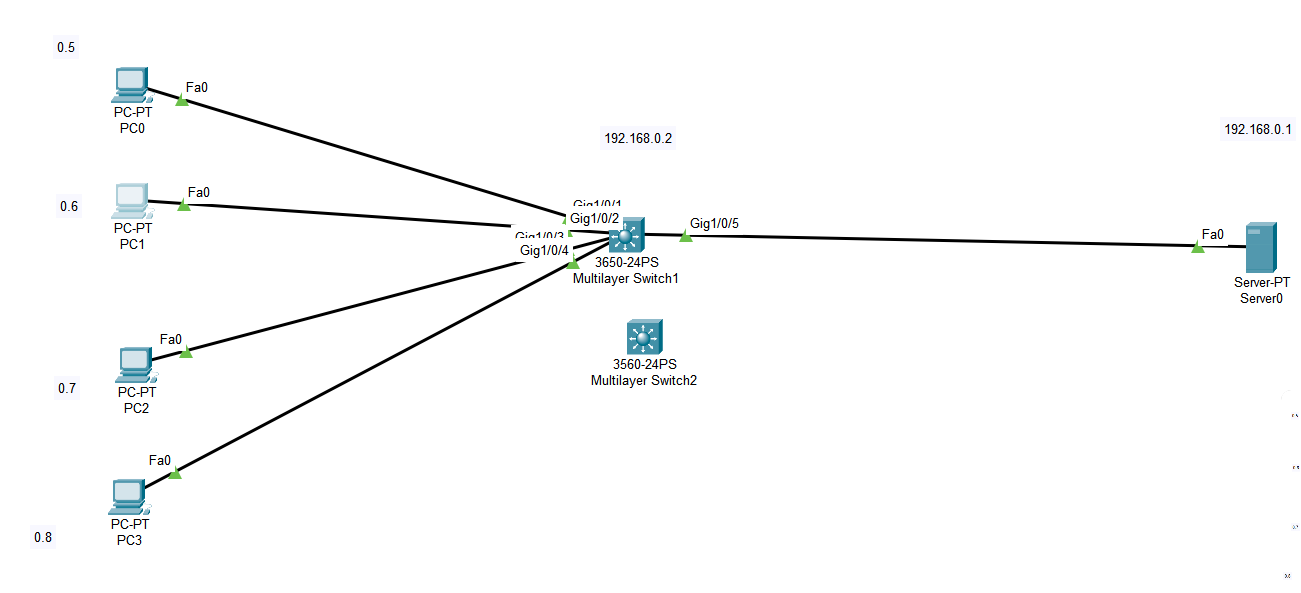 0.5
Fa0
PC-PT
PC0
192.168.0.2
192.168.0.1
Fa0
0.6
PC-PT
PC1
Gig1/0/1
Gig1/0/2
Gig1/0/3
Gig1/0/4
Gig1/0/5
3650-24PS
Multilayer Switch1
Fa0
Server-PT
Server0
3560-24PS
Multilayer Switch2
Fa0
0.7
PC-PT
PC2
Fa0
PC-PT
PC3
0.8